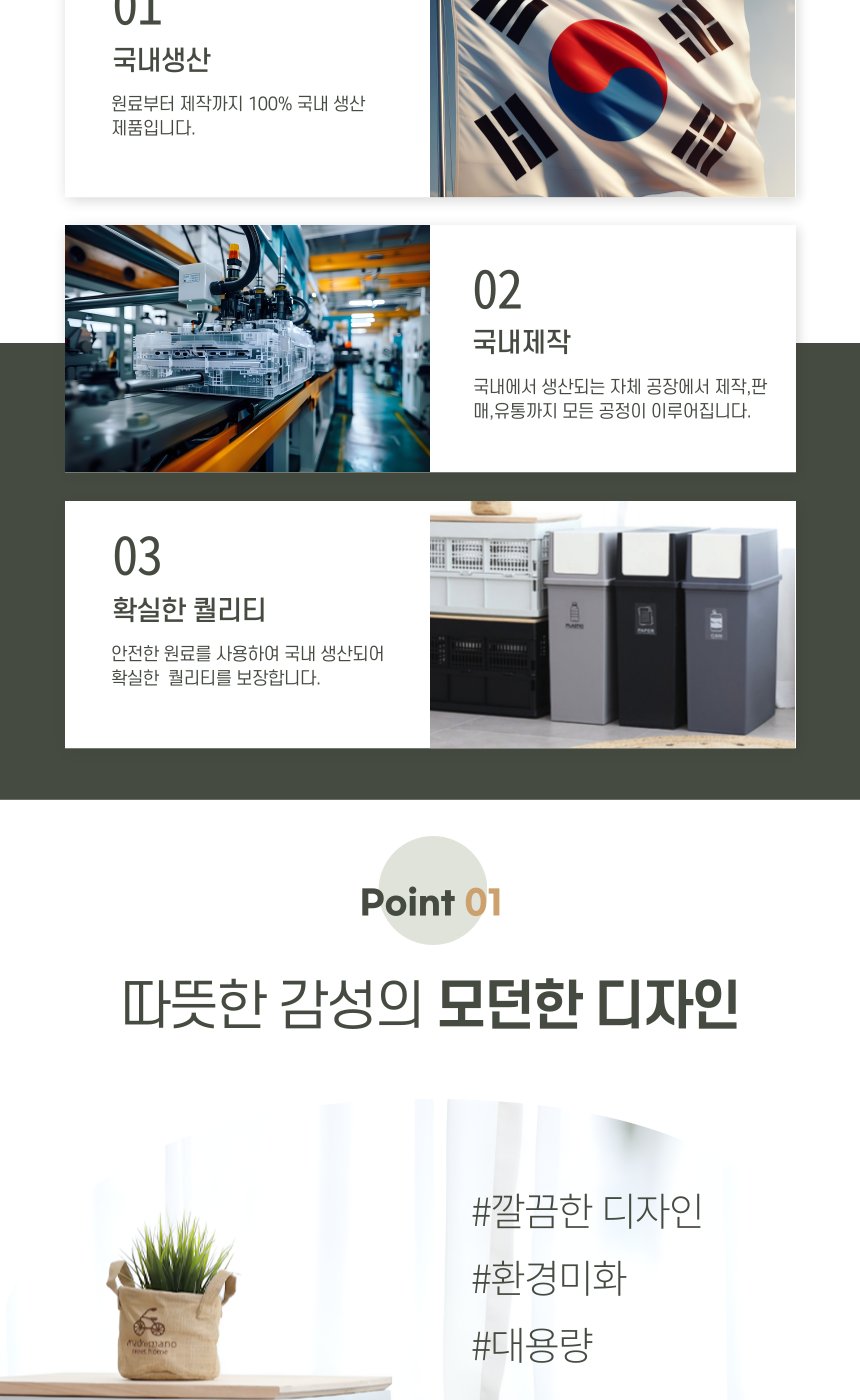 01
국내생산
원료부터 제작까지 100% 국내 생산
제품입니다.
02
국내제작
국내에서 생산되는 자체 공장에서 제작,판
매,유통까지 모든 공정이 이루어집니다.
03
확실한 퀄리티
안전한 원료를 사용하여 국내 생산되어
확실한 퀄리티를 보장합니다.
PLASTIC
PAPER
CAN
Point 01
따뜻한 감성의 모던한 디자인
#깔끔한 디자인
#환경미화
#대용량
sweet home